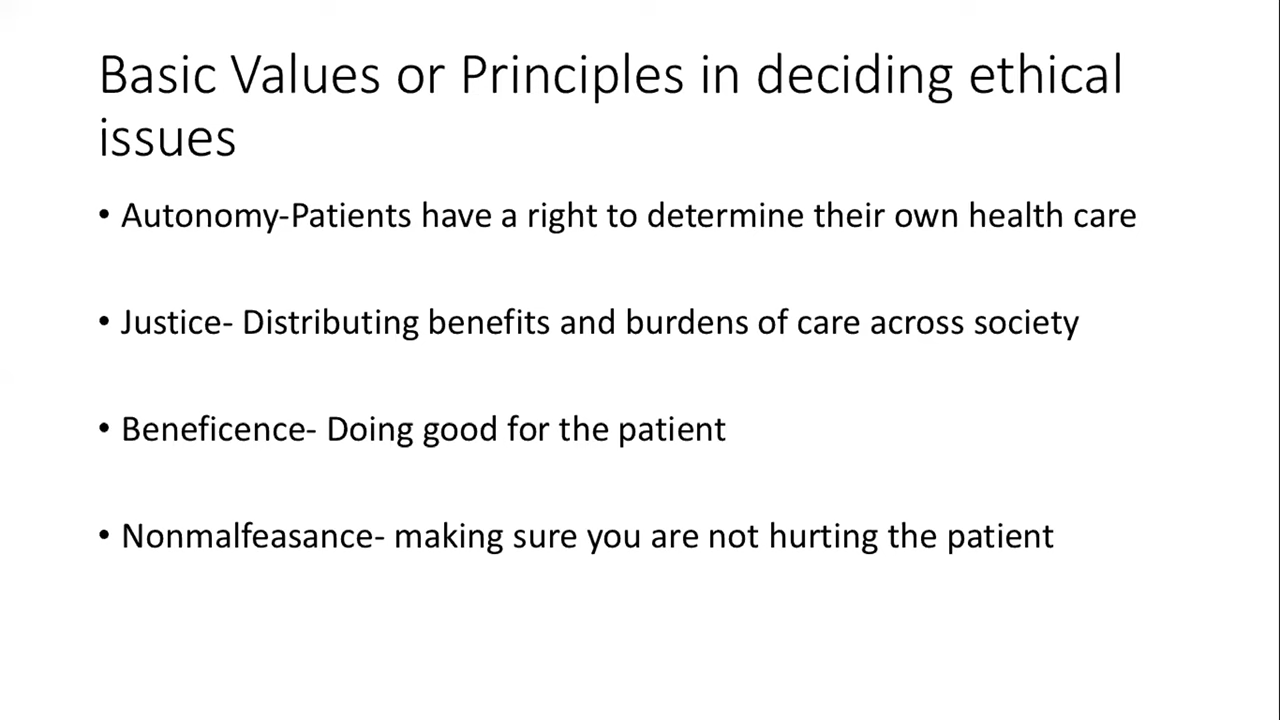 Basic Values or Principles in deciding ethical
issues
• Autonomy-Patients have a right to determine their own health care
• Justice- Distributing benefits and burdens of care across society
• Beneficence- Doing good for the patient
• Nonmalfeasance- making sure you are not hurting the patient